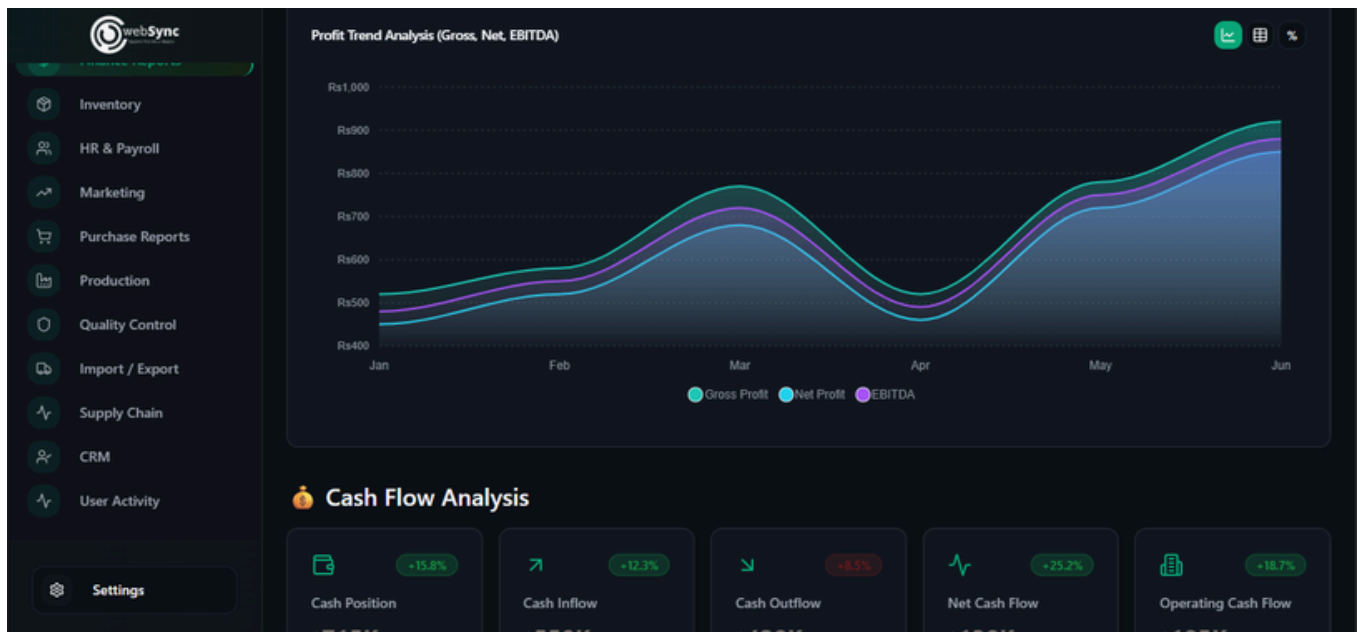 webSync
Finance Reports
Inventory
HR & Payroll
Marketing
Purchase Reports
Production
Quality Control
Import / Export
Supply Chain
CRM
User Activity
Settings
Profit Trend Analysis (Gross, Net, EBITDA)
%
Rs1,000
Rs900
Rs800
Rs700
Rs600
Rs500
Rs400
Jan Feb Mar Apr May Jun
Gross Profit Net Profit EBITDA
💰 Cash Flow Analysis
+15.8% +12.3% +8.5% +25.2% +18.7%
Cash Position Cash Inflow Cash Outflow Net Cash Flow Operating Cash Flow